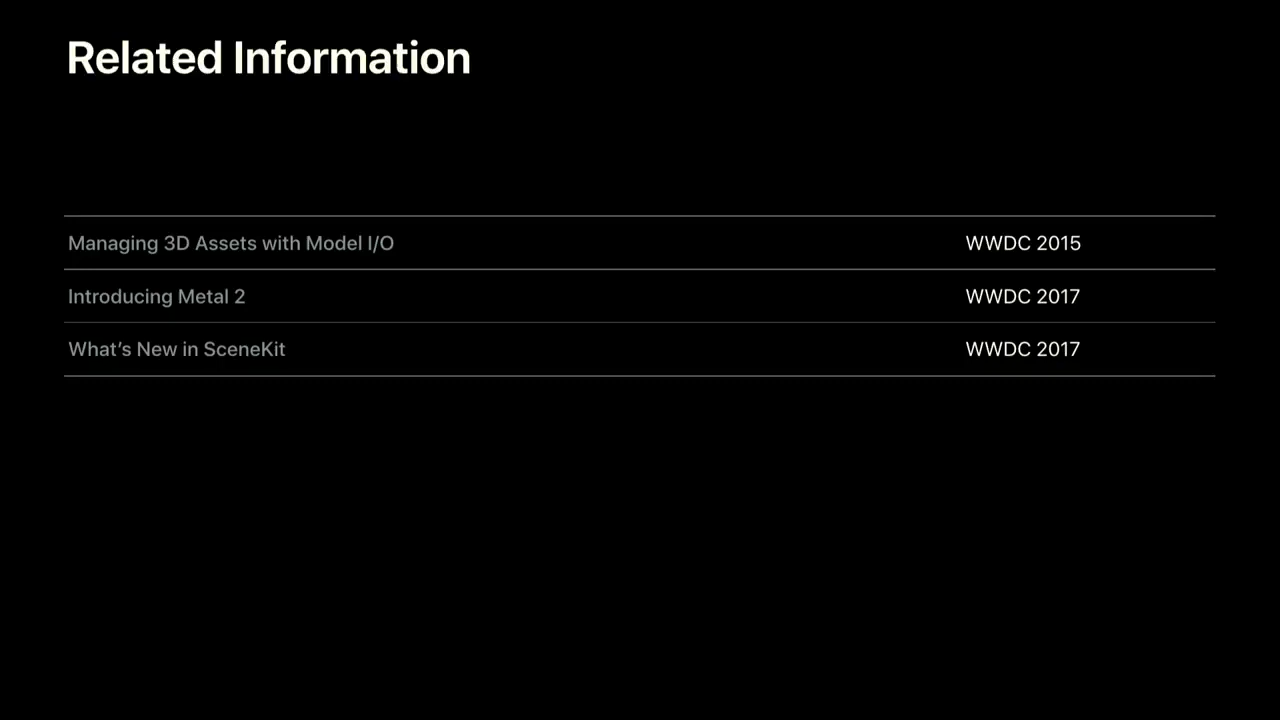 Related Information
Managing 3D Assets with Model I/O WWDC 2015
Introducing Metal 2 WWDC 2017
What’s New in SceneKit WWDC 2017